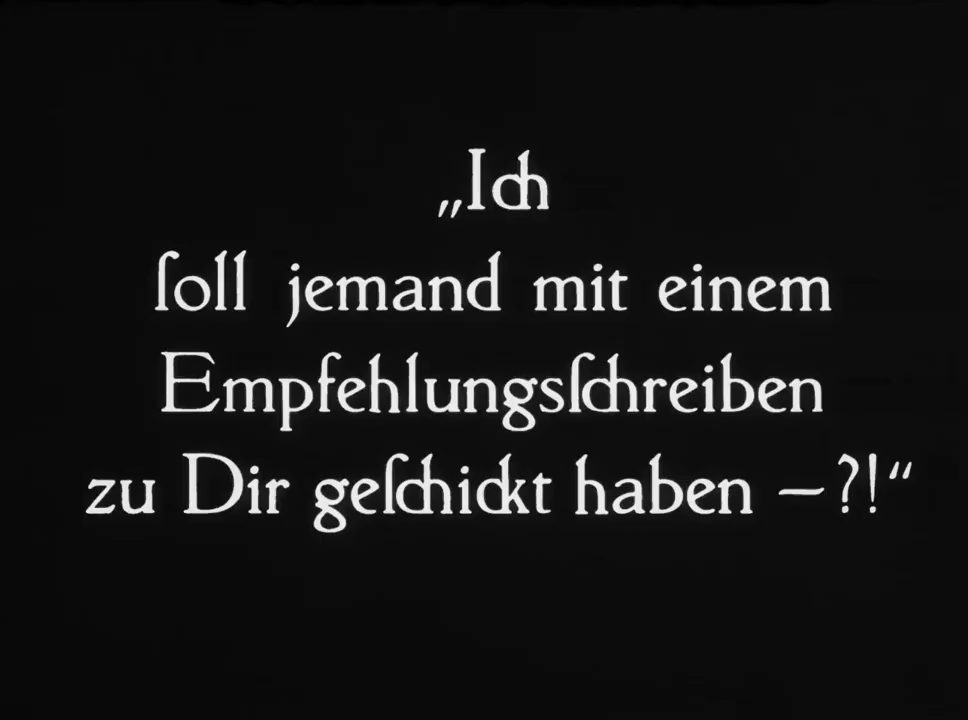 „Ich
ſoll jemand mit einem
Empfehlungsſchreiben
zu Dir geſchickt haben —?!“